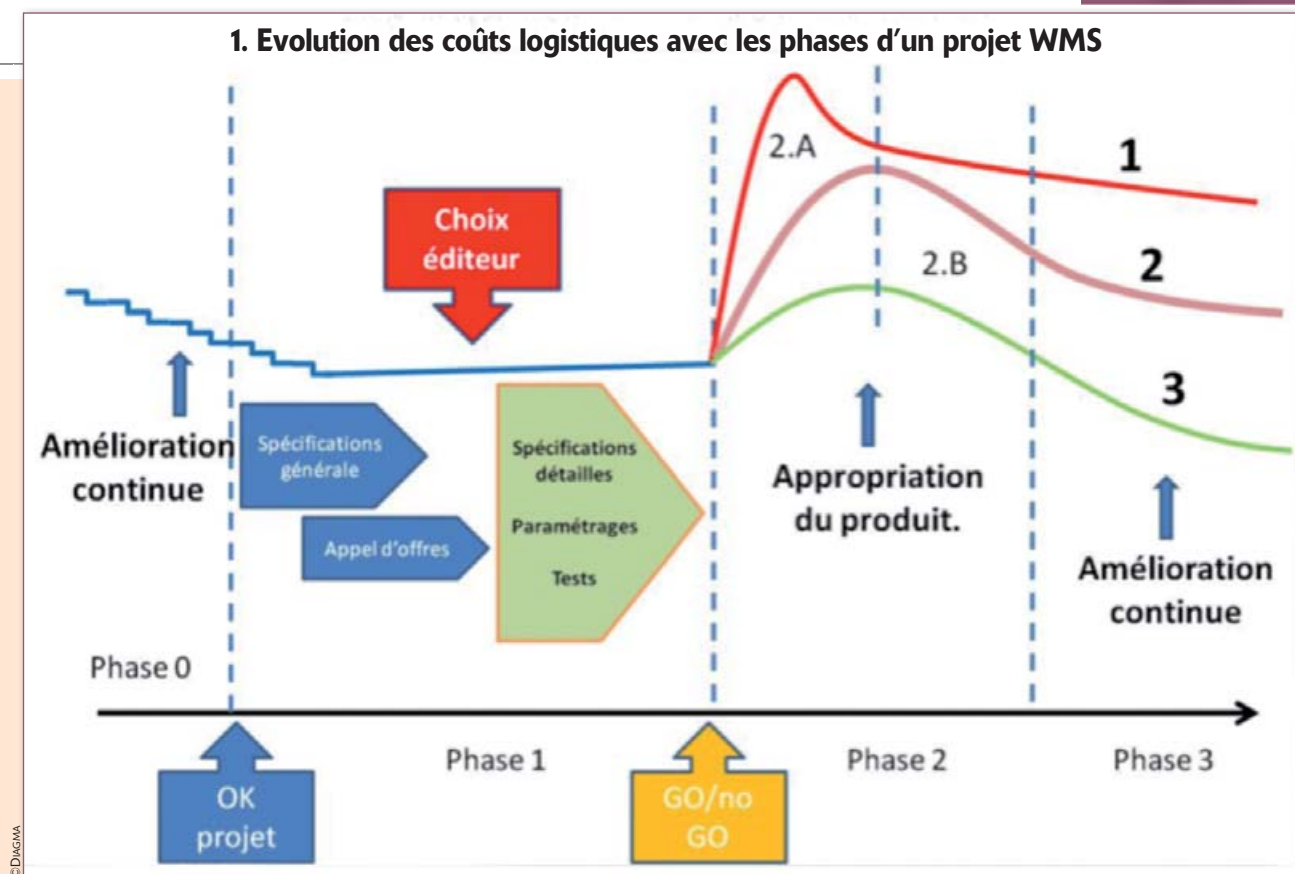 1. Evolution des coûts logistiques avec les phases d'un projet WMS
2.A
1
Choix
éditeur
2.B
2
3
Amélioration
continue
Spécifications
générale
Appel d'offres
Spécifications
détailles
Paramétrages
Tests
Appropriation
du produit.
Amélioration
continue
Phase 0
Phase 1
Phase 2
Phase 3
OK
projet
GO/no
GO
©DIAGMA